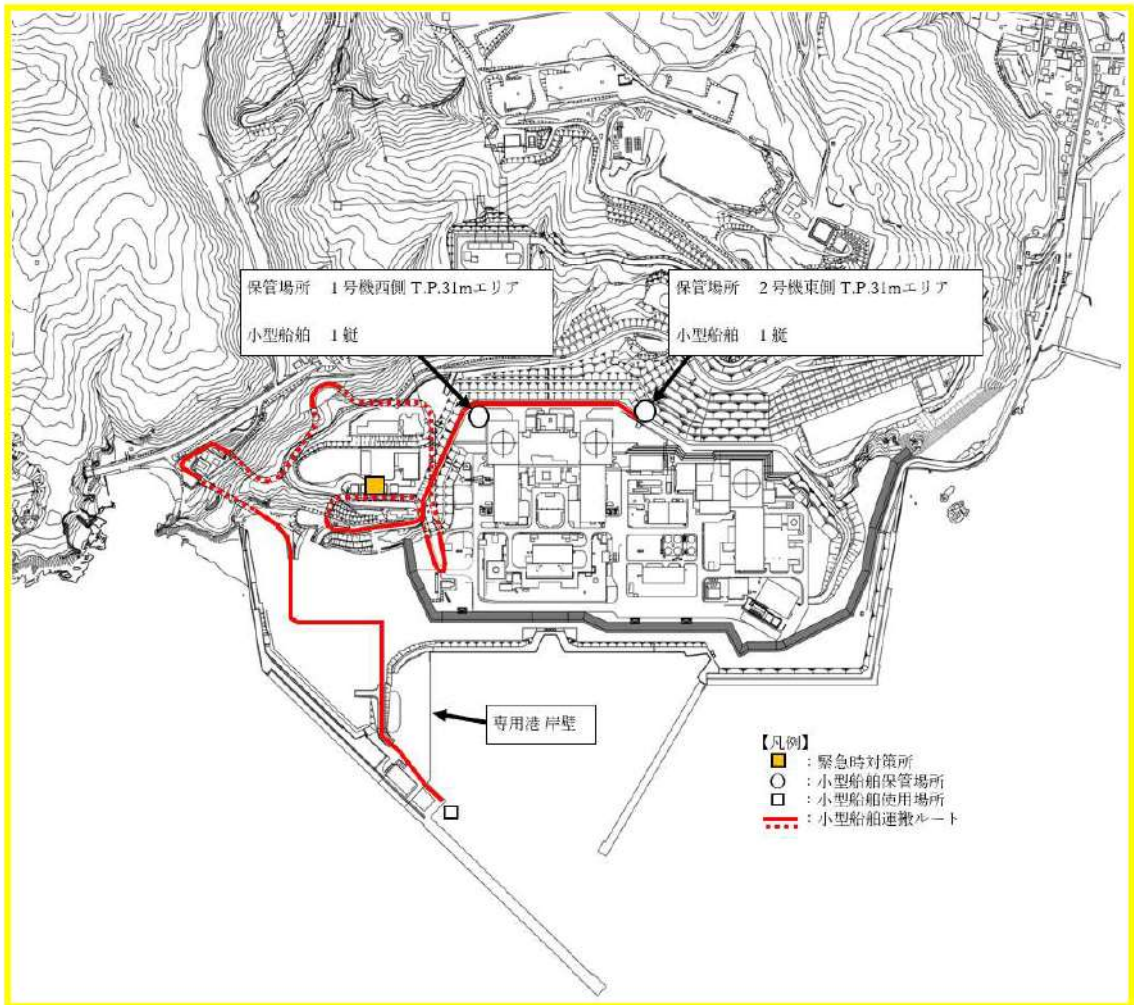 保管場所 1号機西側 T.P.31mエリア
小型船舶 1艇
保管場所 2号機東側 T.P.31mエリア
小型船舶 1艇
専用港岸壁
【凡例】
:緊急時対策所
:小型船舶保管場所
:小型船舶使用場所
:小型船舶運搬ルート